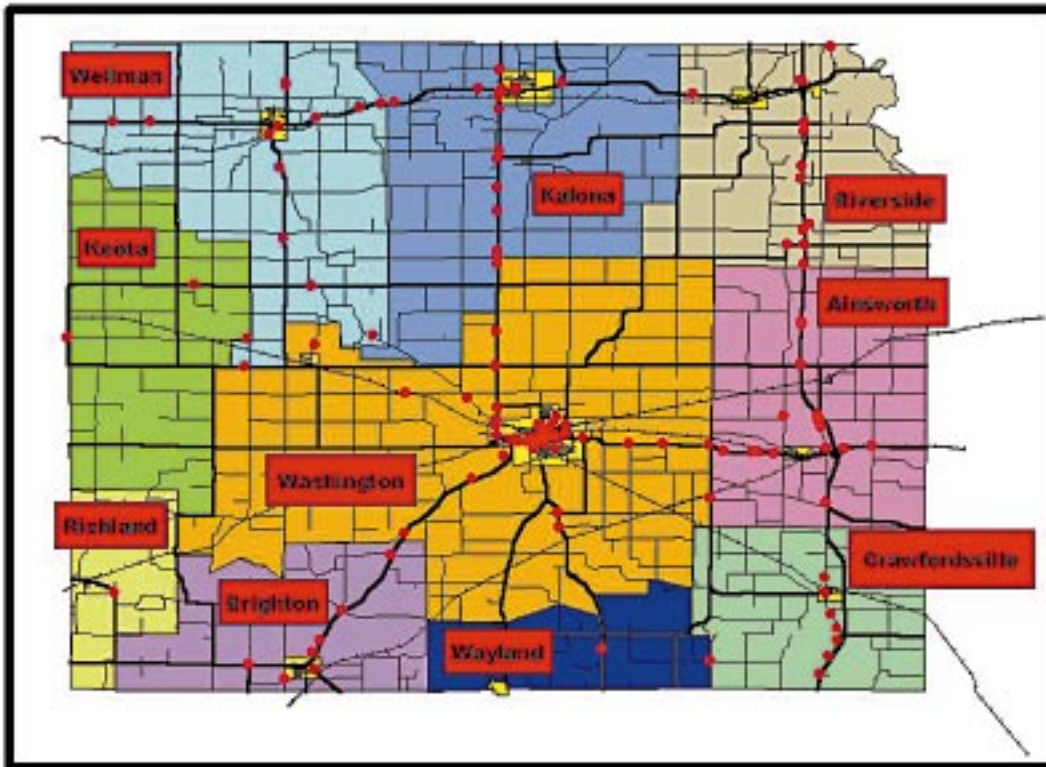 Wellman
Kalona
Riverside
Keota
Ainsworth
Washington
Richland
Crawfordsville
Brighton
Wayland